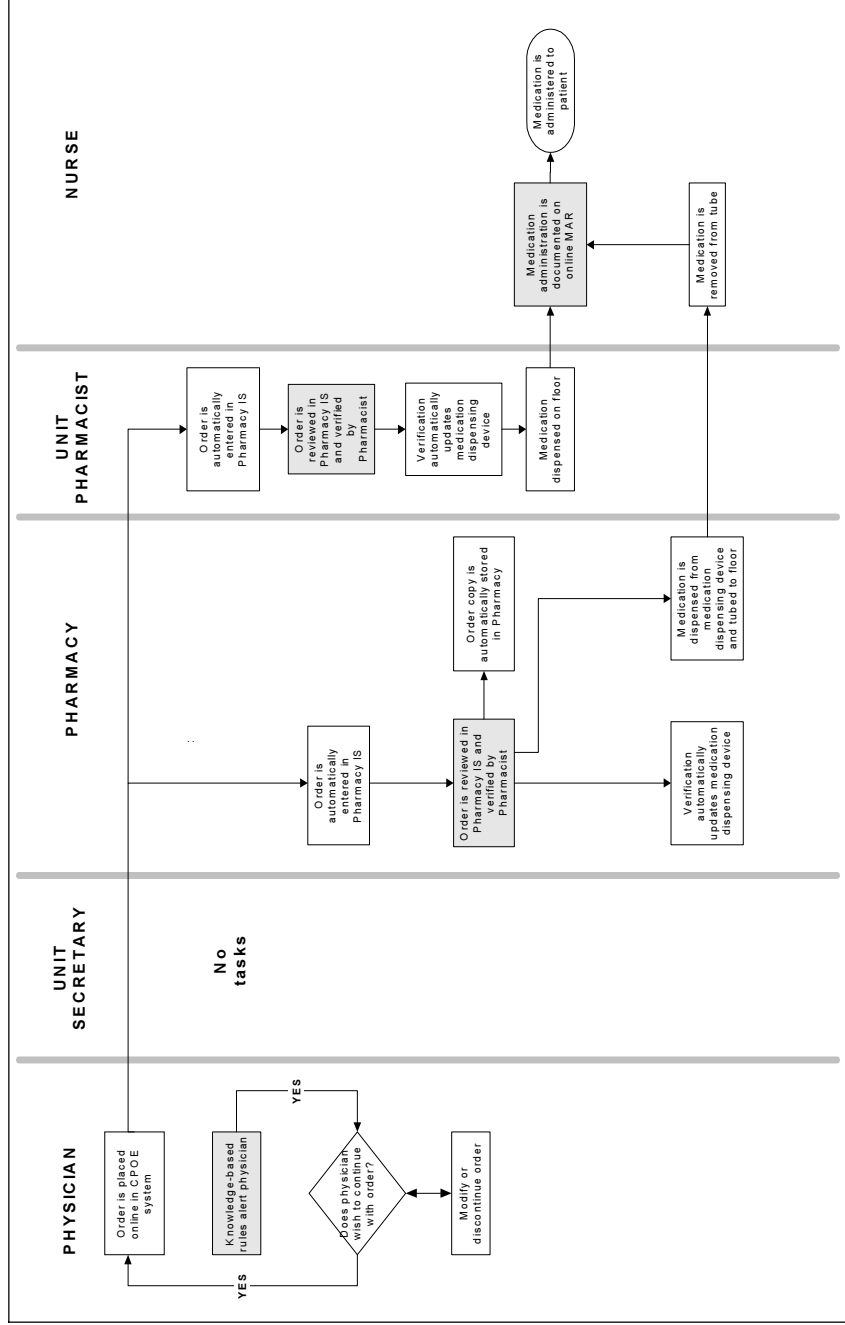 PHYSICIAN
Order is placed
online in CPOE
system
Knowledge-based
rules alert physician
YES
YES
Does physician
wish to continue
with order?
Modify or
discontinue order
UNIT
SECRETARY
No
tasks
PHARMACY
::
Order is
automatically
entered in
Pharmacy IS
Order is reviewed in
Pharmacy IS and
verified by
Pharmacist
Order copy is
automatically stored
in Pharmacy
Verification
automatically
updates medication
dispensing device
Medication is
dispensed from
medication
dispensing device
and tubed to floor
UNIT
PHARMACIST
Order is
automatically
entered in
Pharmacy IS
Order is
reviewed in
Pharmacy IS
and verified
by
Pharmacist
Verification
automatically
updates
medication
dispensing
device
Medication
dispensed on floor
NURSE
Medication
administration is
documented on
online MAR
Medication is
administered to
patient
Medication is
removed from tube